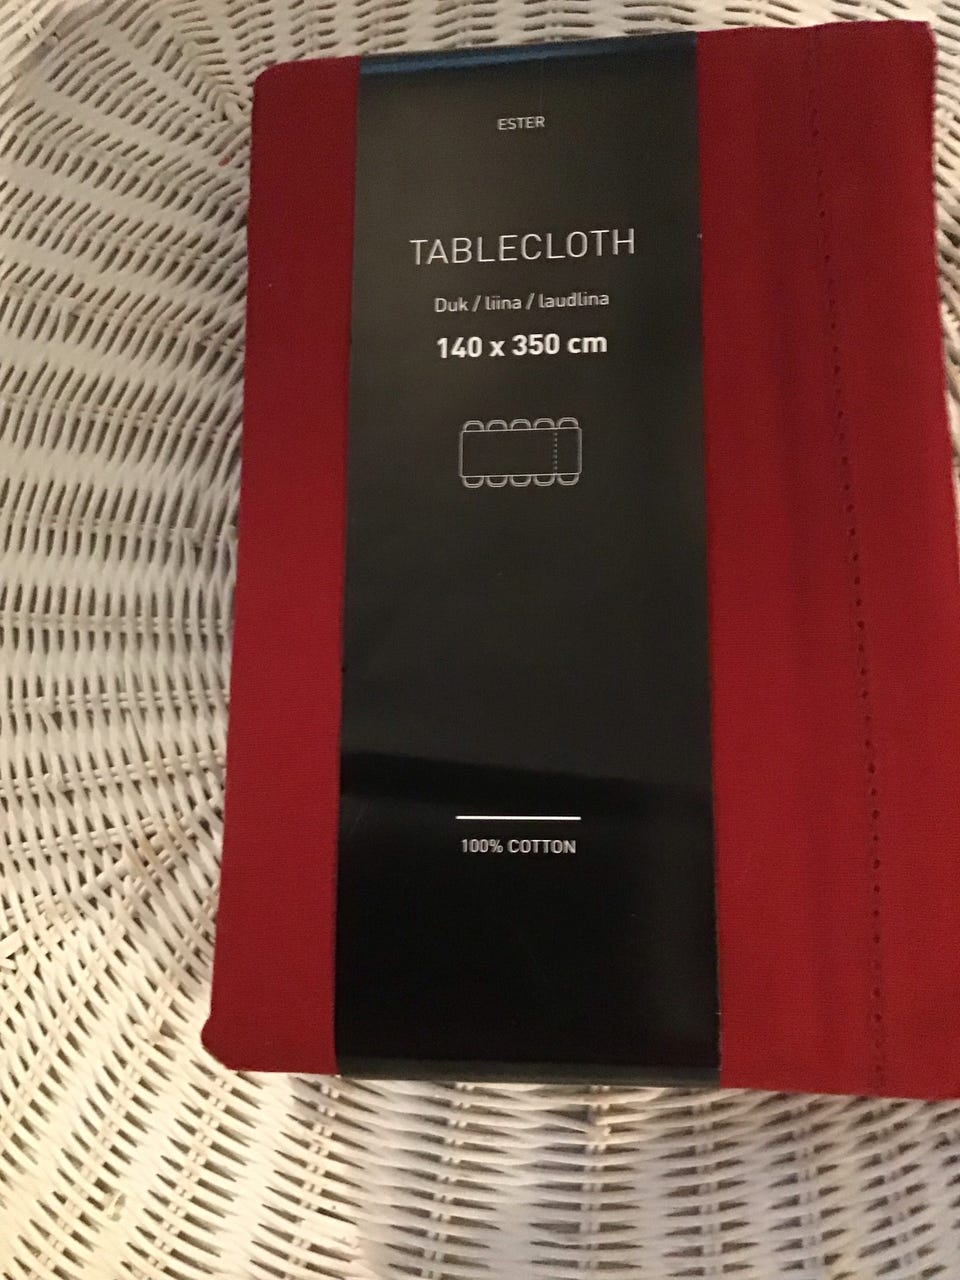 ESTER
TABLECLOTH
Duk / liina / laudlina
140 x 350 cm
100% COTTON